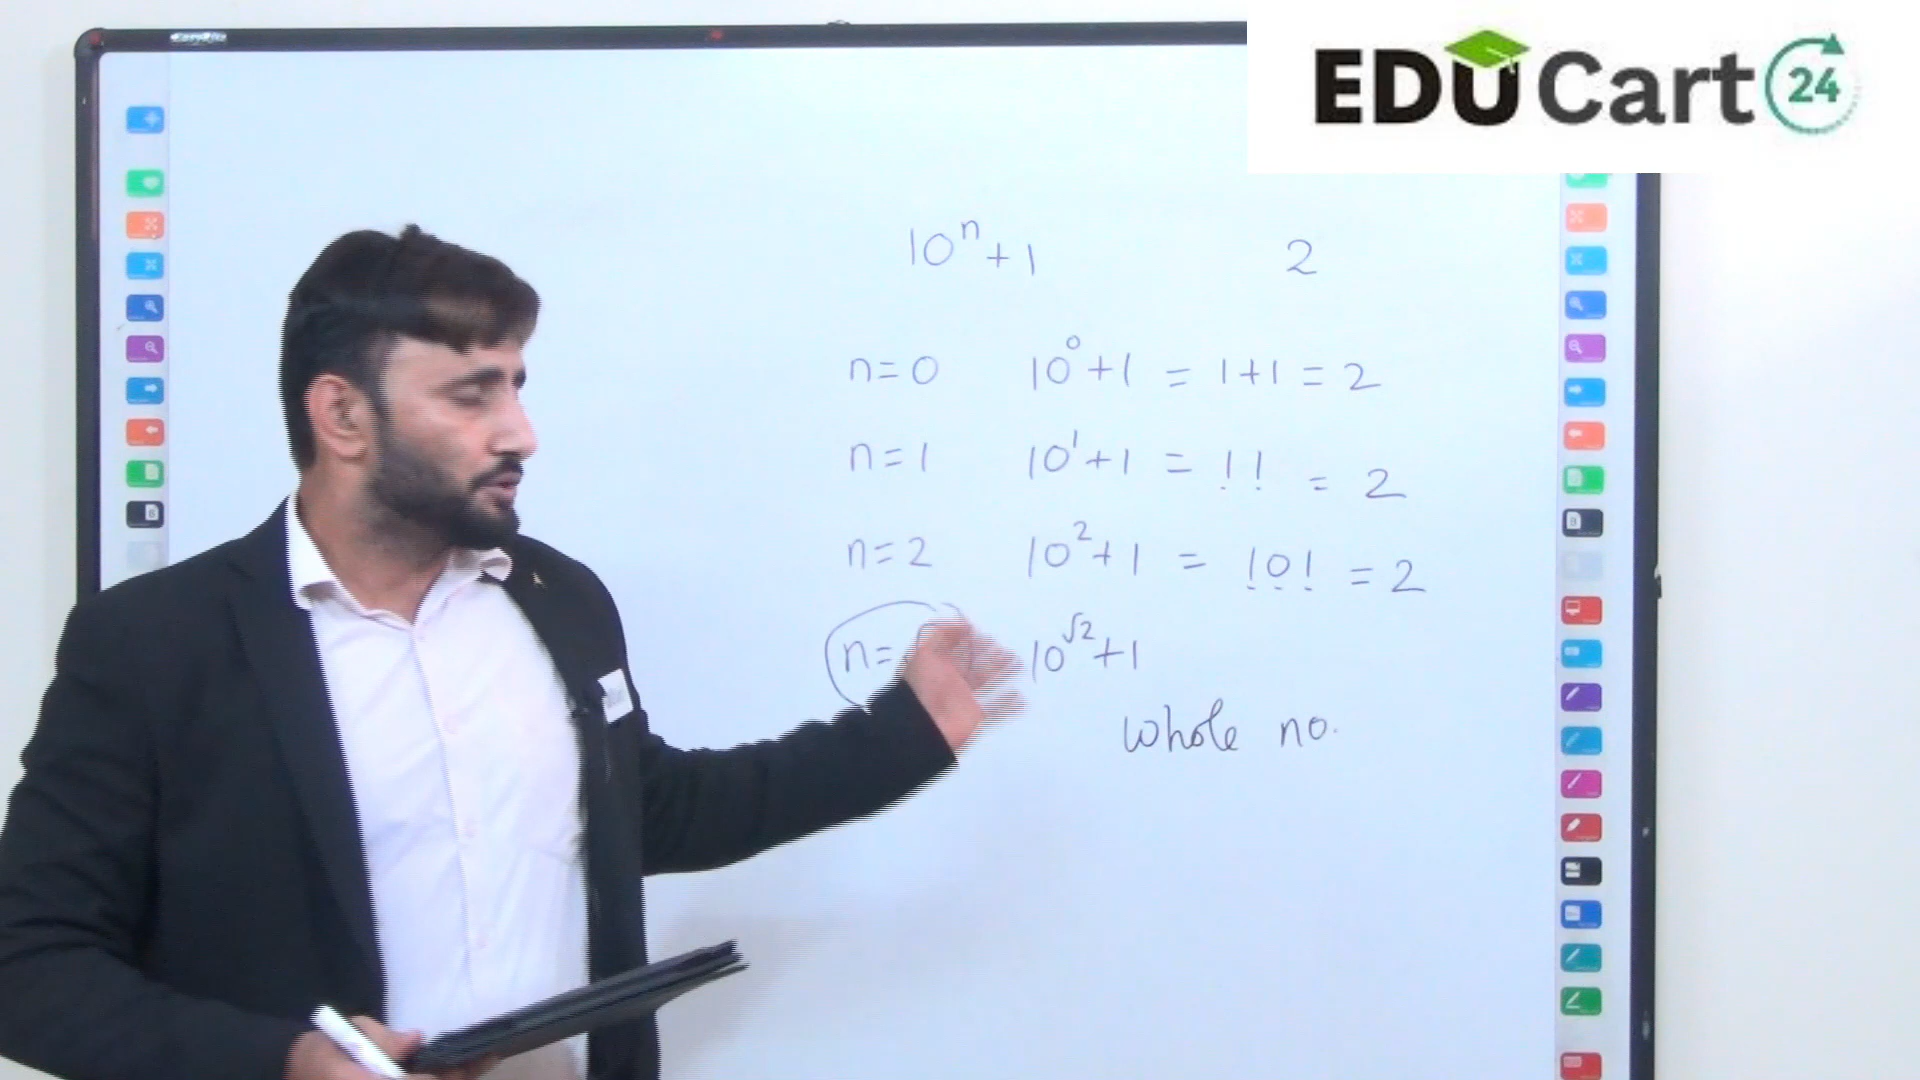 EDUCart 24
10ⁿ + 1 2
n = 0 10⁰ + 1 = 1 + 1 = 2
n = 1 10¹ + 1 = 11 = 2
n = 2 10² + 1 = 101 = 2
n = 10^√2 + 1
whole no.